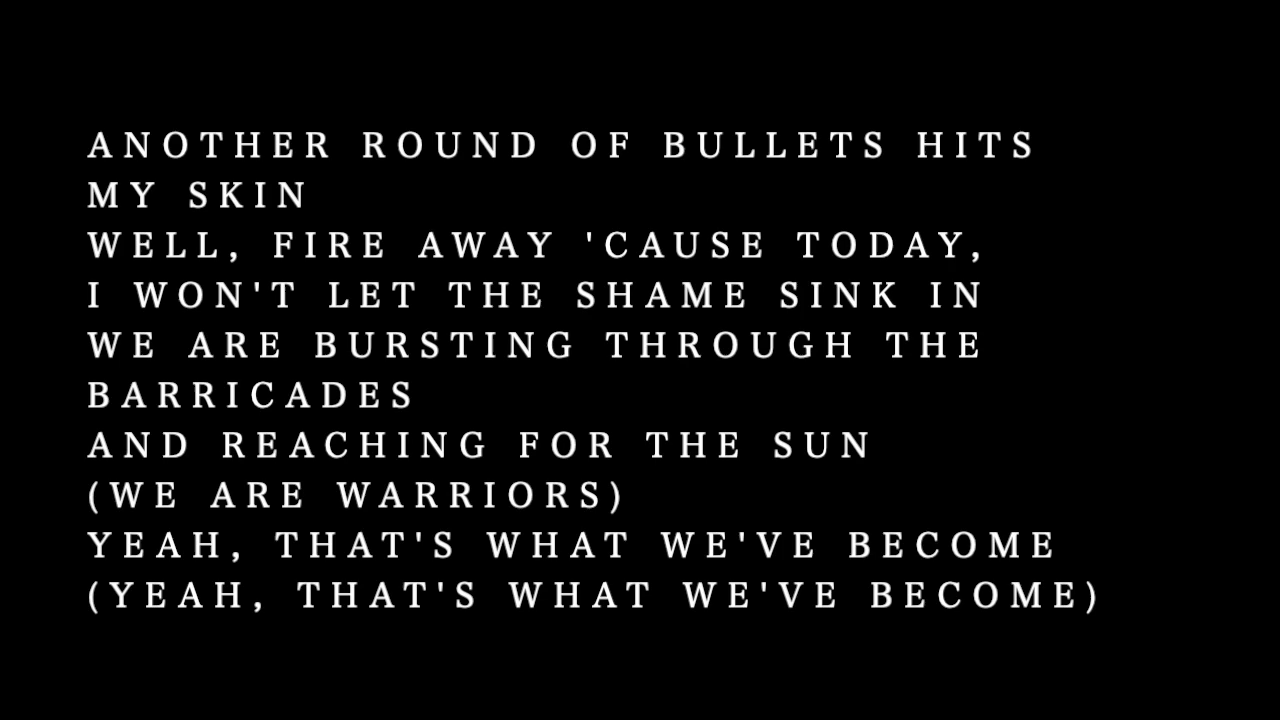 ANOTHER ROUND OF BULLETS HITS
MY SKIN
WELL, FIRE AWAY 'CAUSE TODAY,
I WON'T LET THE SHAME SINK IN
WE ARE BURSTING THROUGH THE
BARRICADES
AND REACHING FOR THE SUN
(WE ARE WARRIORS)
YEAH, THAT'S WHAT WE'VE BECOME
(YEAH, THAT'S WHAT WE'VE BECOME)